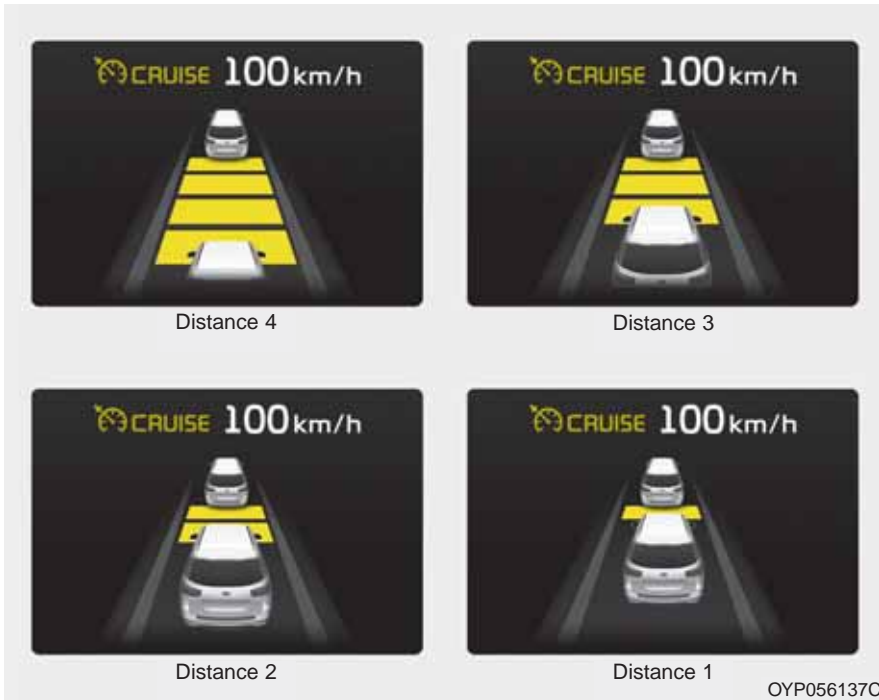 CRUISE 100km/h
CRUISE 100km/h
Distance 4
Distance 3
CRUISE 100km/h
CRUISE 100km/h
Distance 2
Distance 1
OYP056137C